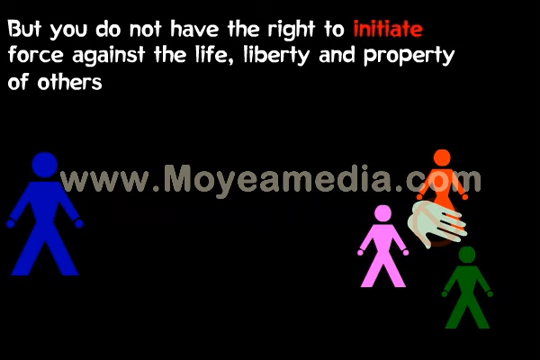 But you do not have the right to initiate
force against the life, liberty and property
of others
www.Moyeamedia.com